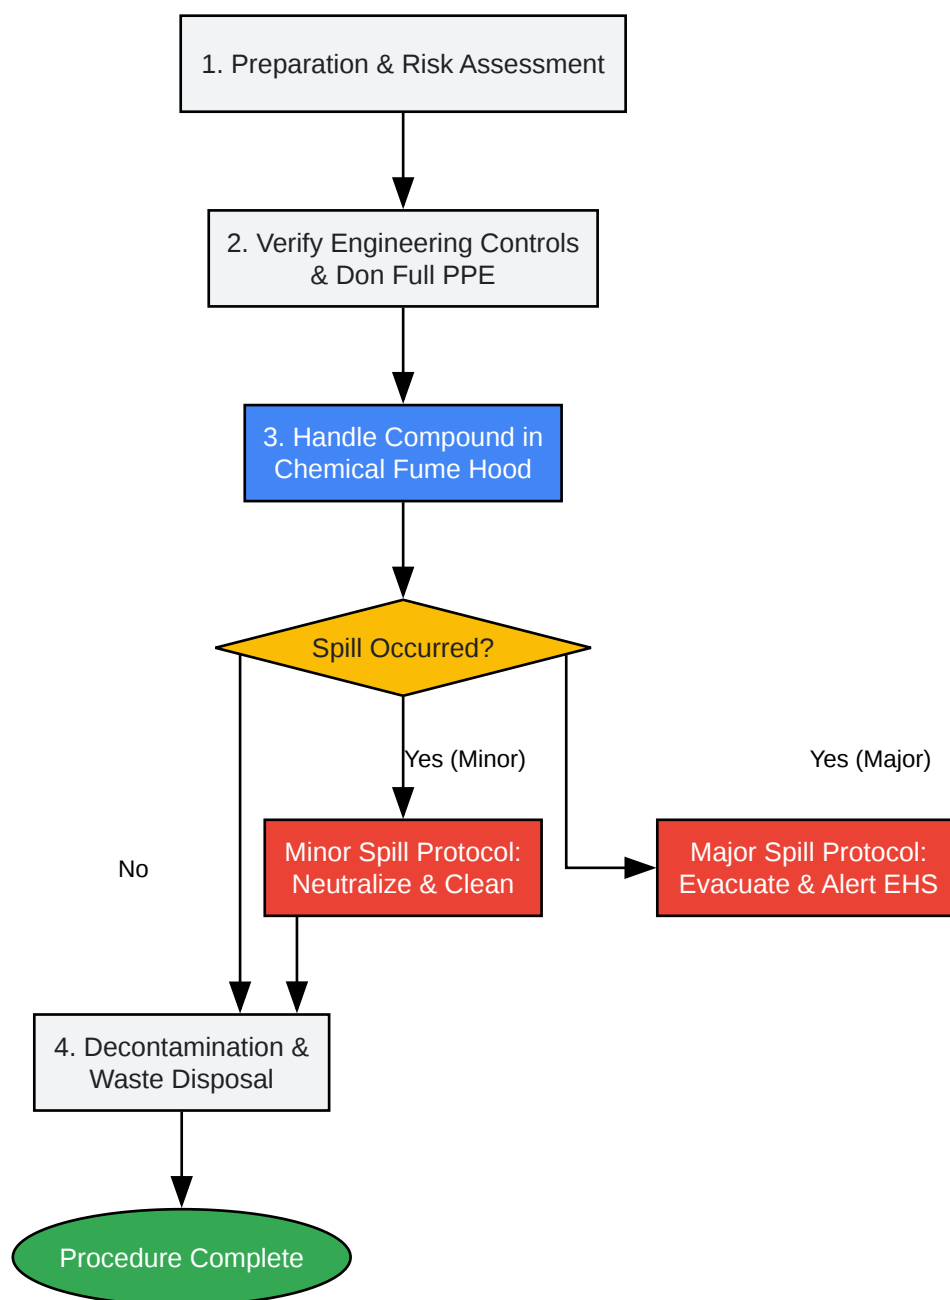 1. Preparation & Risk Assessment
2. Verify Engineering Controls
& Don Full PPE
3. Handle Compound in
Chemical Fume Hood
Spill Occurred?
Yes (Minor)
Yes (Major)
Minor Spill Protocol:
Neutralize & Clean
Major Spill Protocol:
Evacuate & Alert EHS
No
4. Decontamination &
Waste Disposal
Procedure Complete